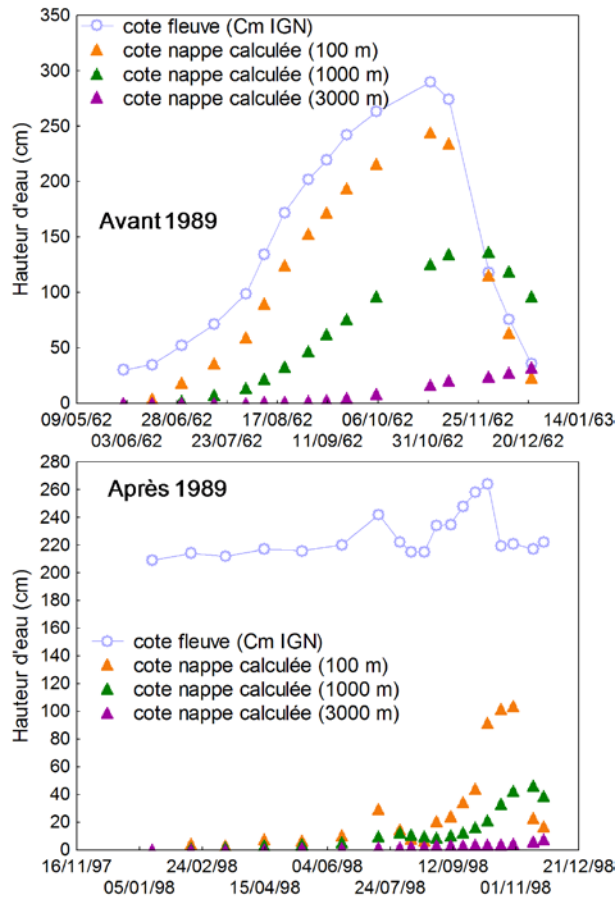 350
300
250
200
150
100
50
0
Hauteur d'eau (cm)
cote fleuve (Cm IGN)
cote nappe calculée (100 m)
cote nappe calculée (1000 m)
cote nappe calculée (3000 m)
Avant 1989
09/05/62 28/06/62 17/08/62 06/10/62 25/11/62 14/01/63
03/06/62 23/07/62 11/09/62 31/10/62 20/12/62
280
260
240
220
200
180
160
140
120
100
80
60
40
20
0
Hauteur d'eau (cm)
Après 1989
cote fleuve (Cm IGN)
cote nappe calculée (100 m)
cote nappe calculée (1000 m)
cote nappe calculée (3000 m)
16/11/97 24/02/98 04/06/98 12/09/98 21/12/98
05/01/98 15/04/98 24/07/98 01/11/98